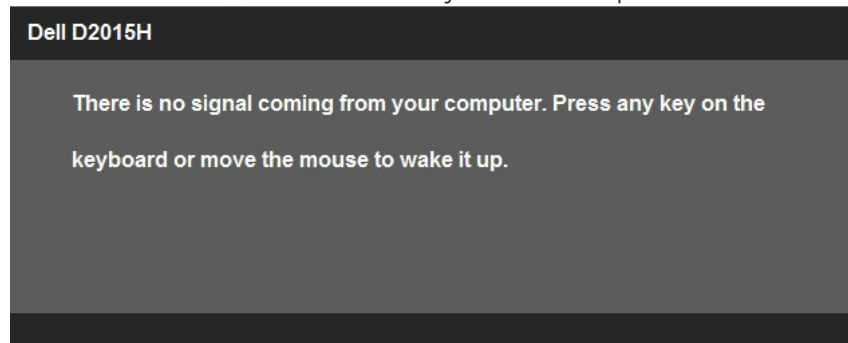 Dell D2015H
There is no signal coming from your computer. Press any key on the
keyboard or move the mouse to wake it up.